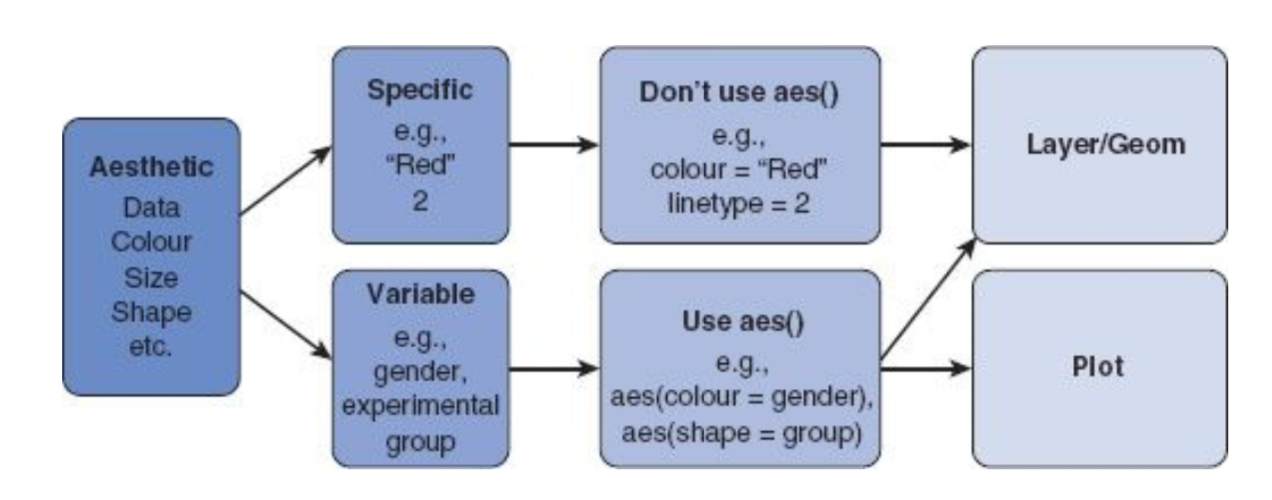 Aesthetic
Data
Colour
Size
Shape
etc.
Specific
e.g.,
“Red”
2
Don’t use aes()
e.g.,
colour = “Red”
linetype = 2
Layer/Geom
Variable
e.g.,
gender,
experimental
group
Use aes()
e.g.,
aes(colour = gender),
aes(shape = group)
Plot